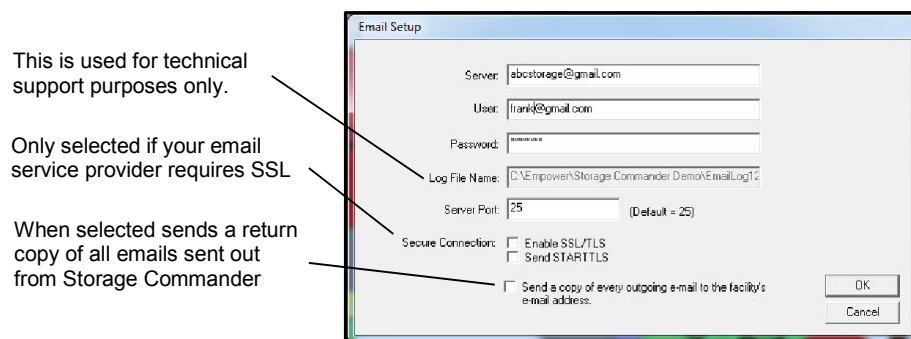 Email Setup
This is used for technical
support purposes only.
Only selected if your email
service provider requires SSL
When selected sends a return
copy of all emails sent out
from Storage Commander
Server: abcstorage@gmail.com
User: frank@gmail.com
Password: ********
Log File Name: C:\Empower\Storage Commander Demo\EmailLog12
Server Port: 25 (Default = 25)
Secure Connection: Enable SSL/TLS
Send STARTTLS
Send a copy of every outgoing e-mail to the facility's
e-mail address.
OK
Cancel